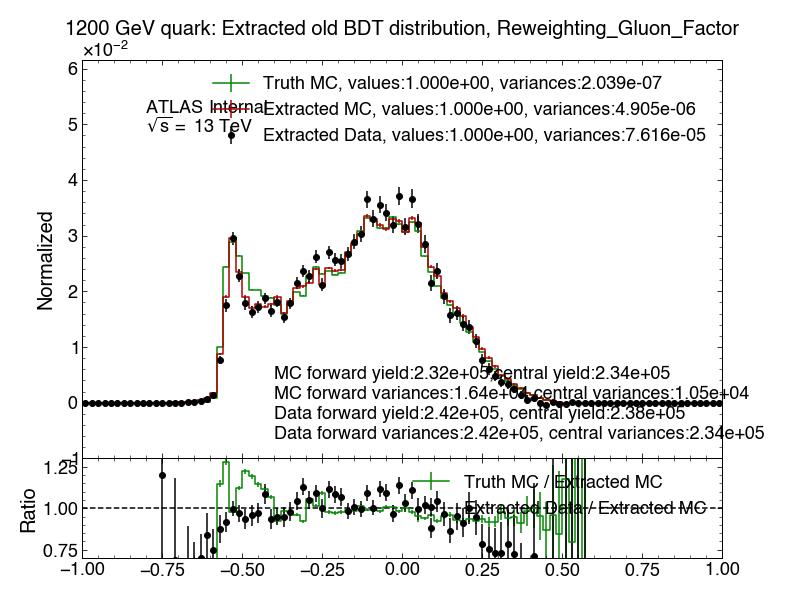 1200 GeV quark: Extracted old BDT distribution, Reweighting_Gluon_Factor
×10⁻²
Truth MC, values:1.000e+00, variances:2.039e-07
ATLAS Internal
Extracted MC, values:1.000e+00, variances:4.905e-06
√s = 13 TeV
Extracted Data, values:1.000e+00, variances:7.616e-05
6
5
4
3
2
1
0
−1
Normalized
MC forward yield:2.32e+05, central yield:2.34e+05
MC forward variances:1.64e+04, central variances:1.05e+04
Data forward yield:2.42e+05, central yield:2.38e+05
Data forward variances:2.42e+05, central variances:2.34e+05
1.25
1.00
0.75
Ratio
Truth MC / Extracted MC
Extracted Data / Extracted MC
−1.00 −0.75 −0.50 −0.25 0.00 0.25 0.50 0.75 1.00